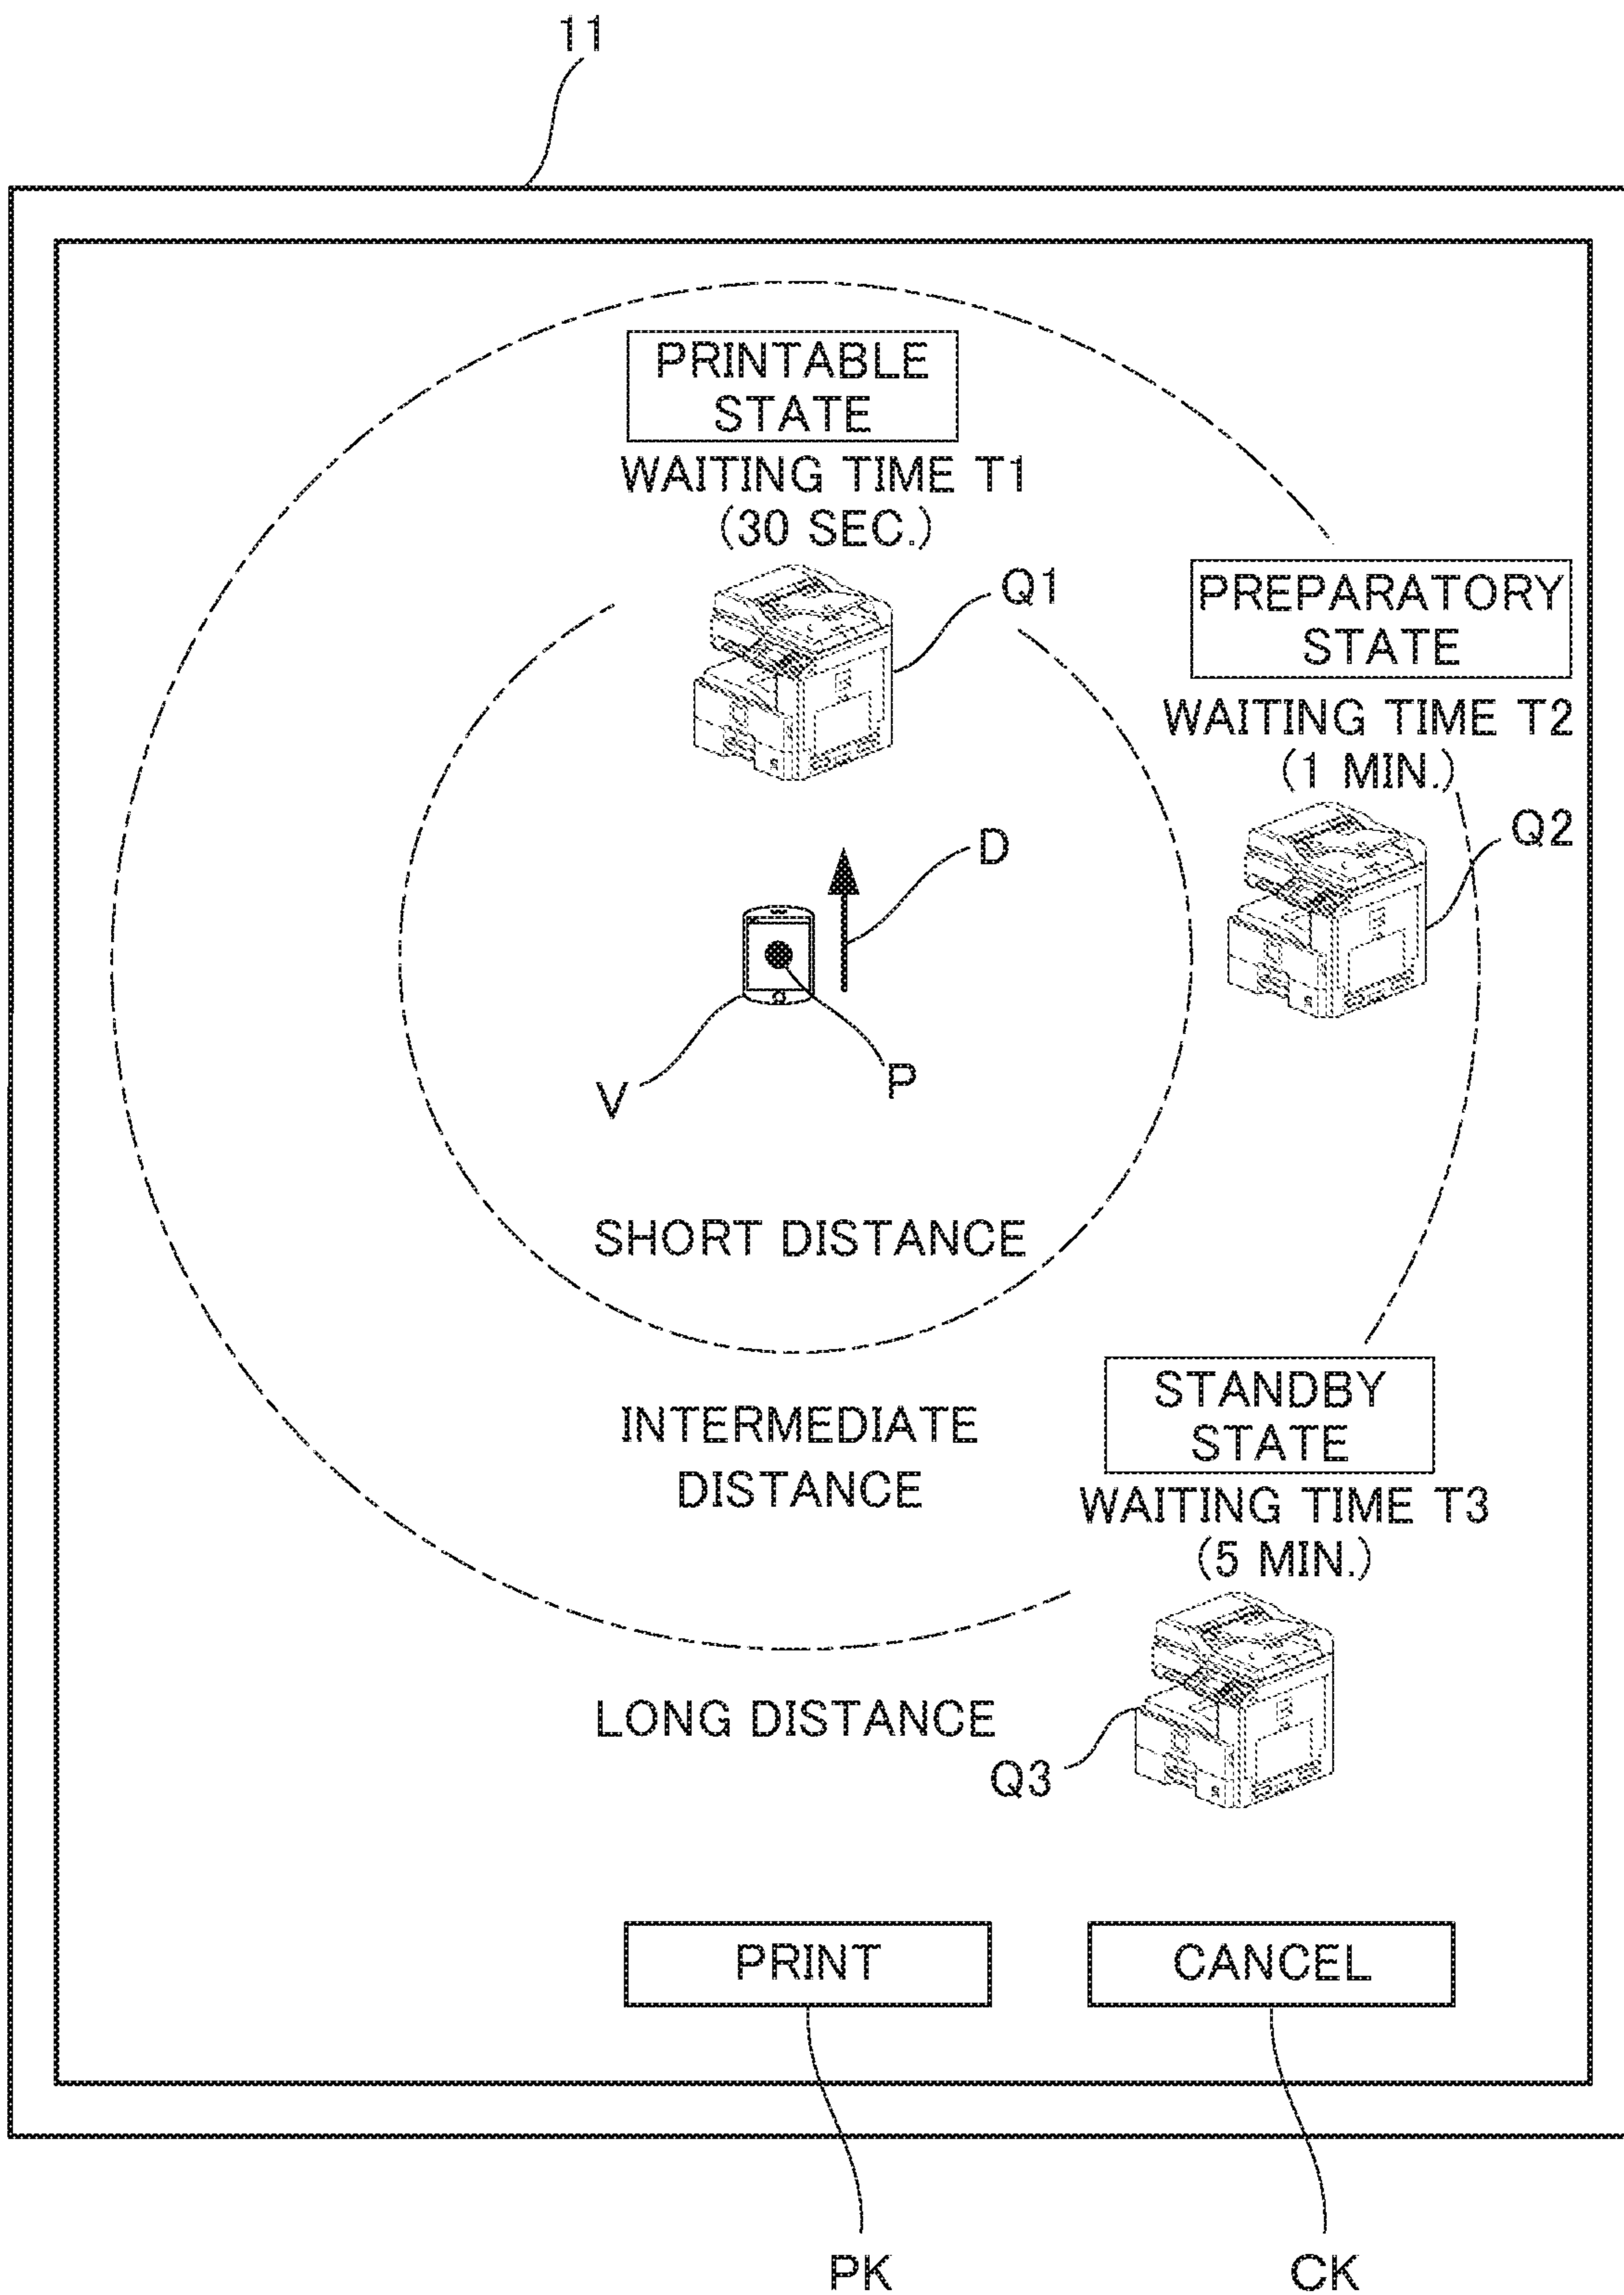 11
PRINTABLE
STATE
WAITING TIME T1
(30 SEC.)
Q1
PREPARATORY
STATE
WAITING TIME T2
(1 MIN.)
Q2
D
P
V
SHORT DISTANCE
INTERMEDIATE
DISTANCE
STANDBY
STATE
WAITING TIME T3
(5 MIN.)
LONG DISTANCE
Q3
PRINT
CANCEL
PK
CK